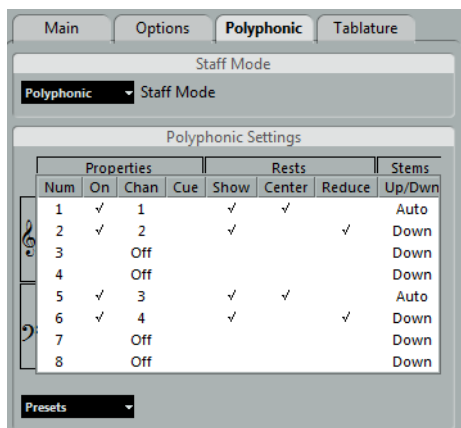 Main Options Polyphonic Tablature
Staff Mode
Polyphonic Staff Mode
Polyphonic Settings
Properties Rests Stems
Num On Chan Cue Show Center Reduce Up/Dwn
1 √ 1 √ √ Auto
2 √ 2 √ √ Down
3 Off Down
4 Off Down
5 √ 3 √ √ Auto
6 √ 4 √ √ Down
7 Off Down
8 Off Down
Presets